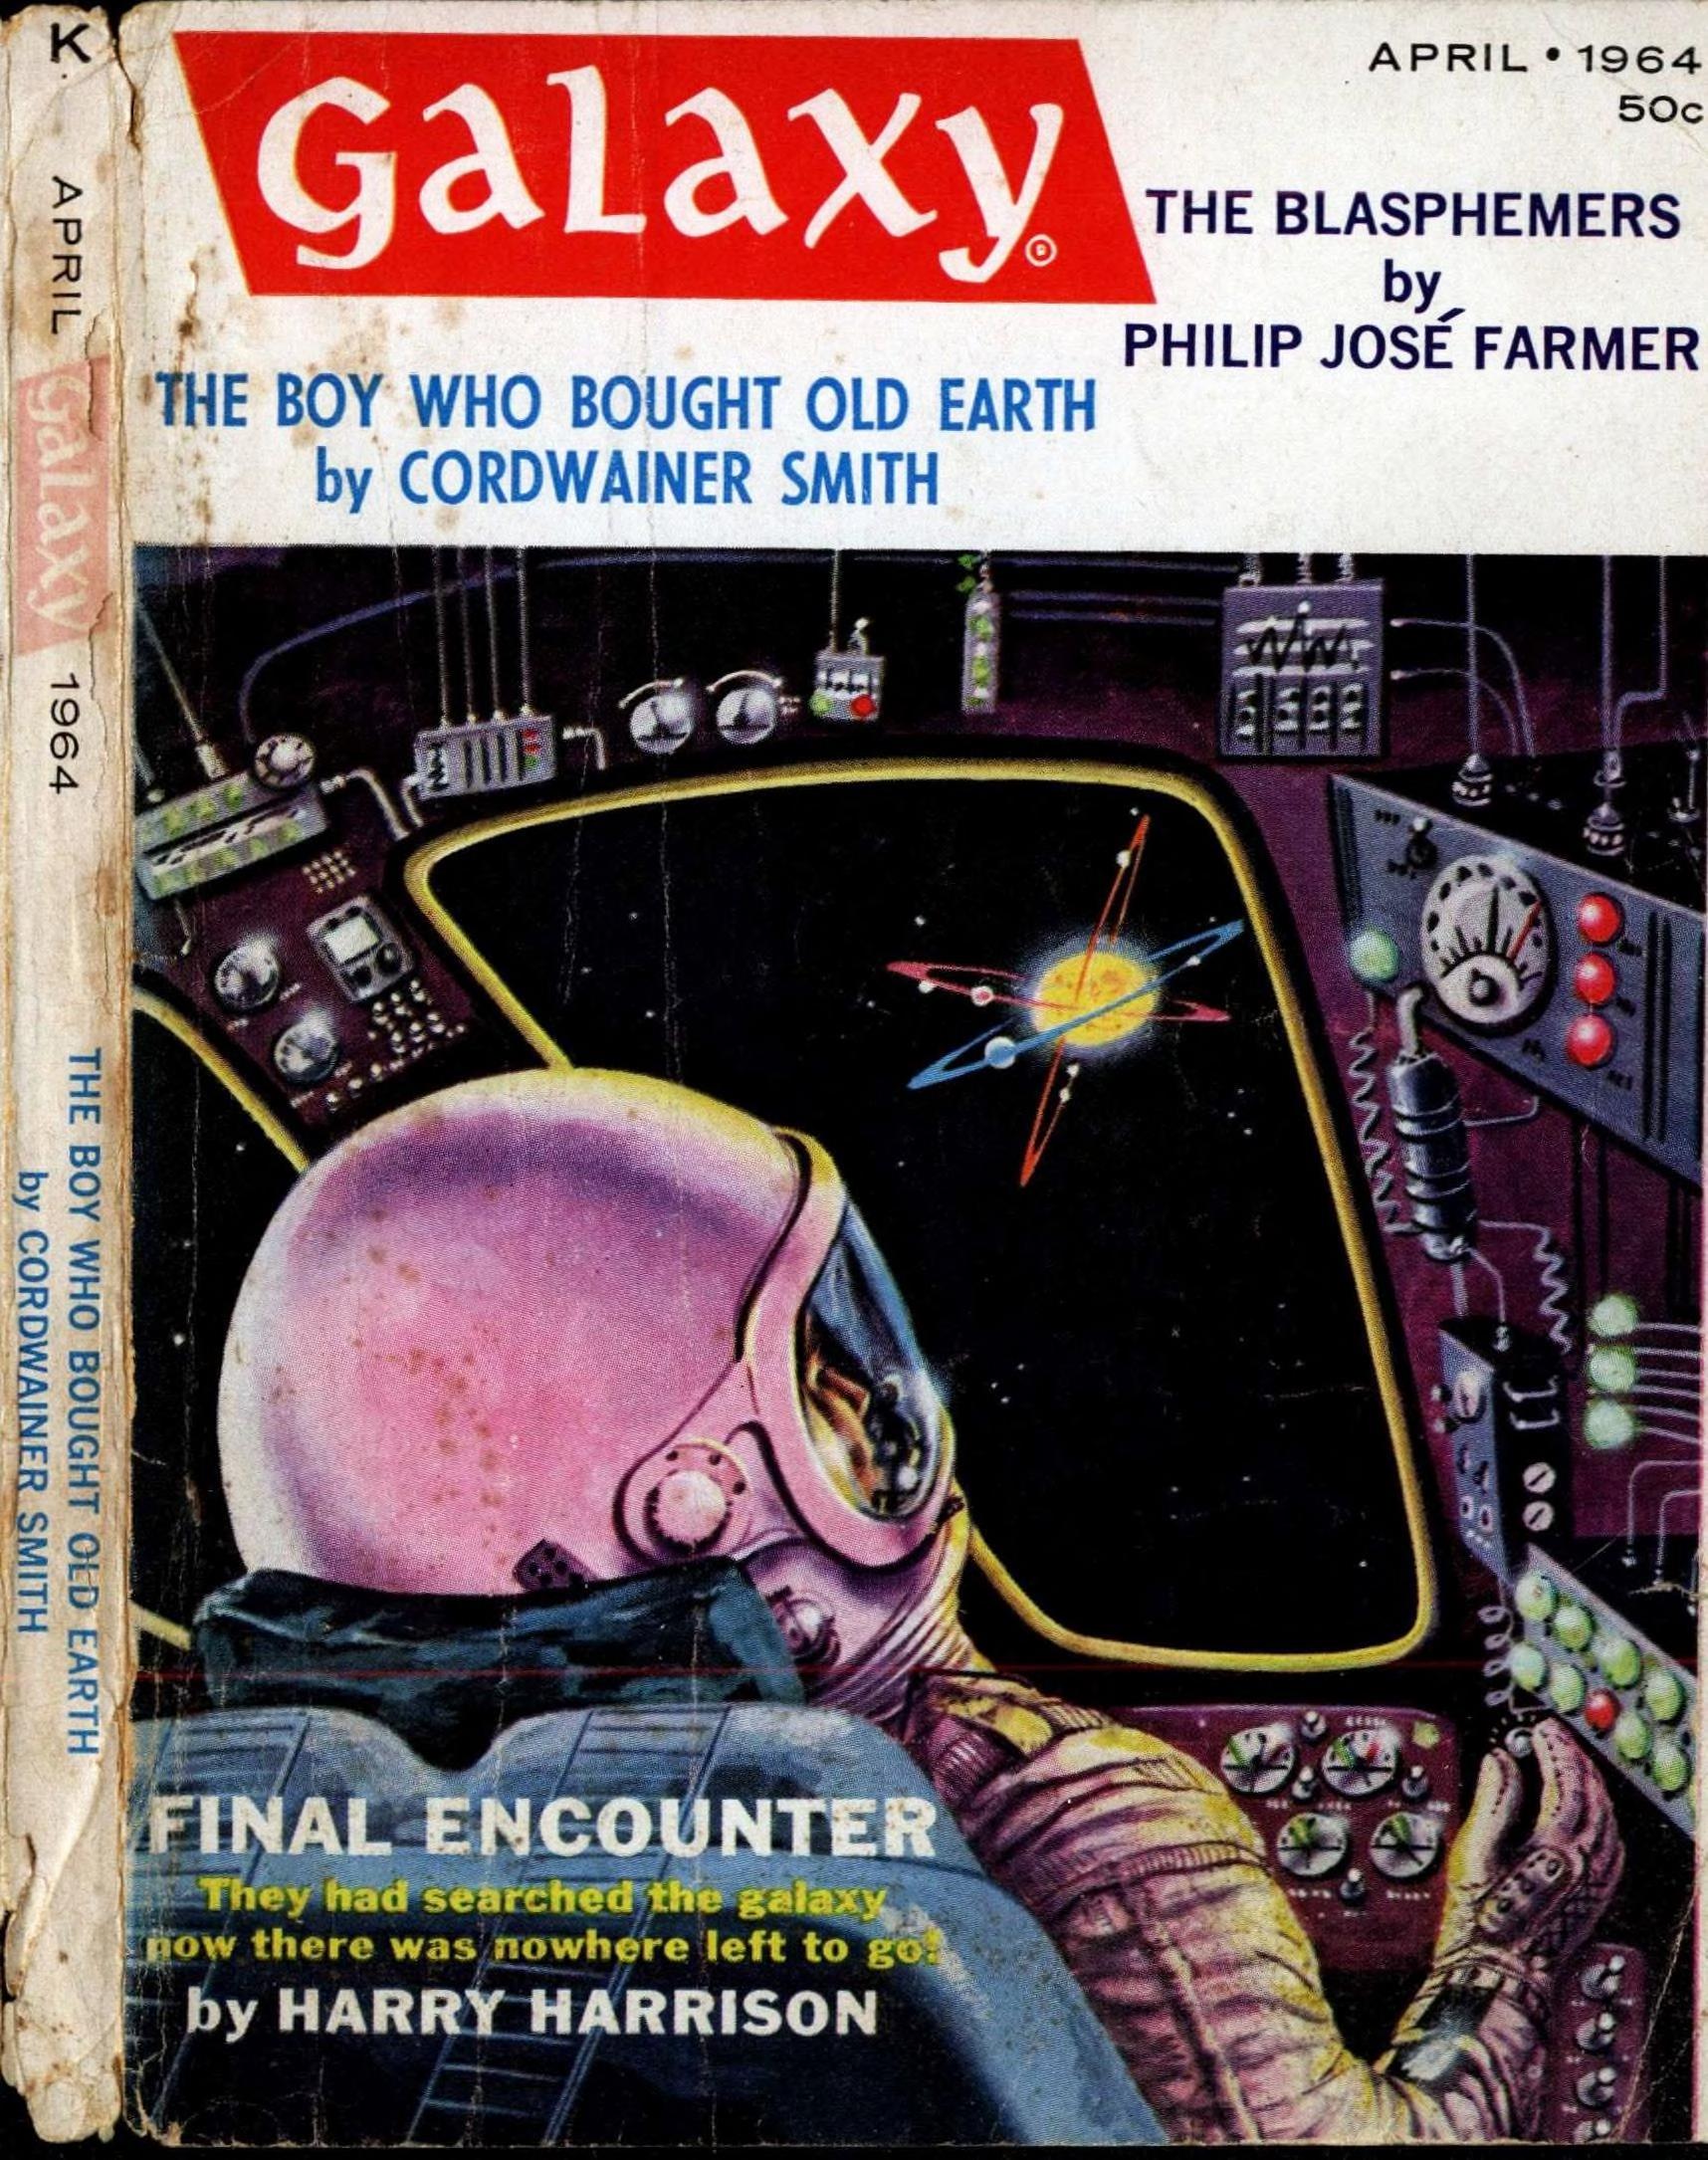 K
APRIL
Galaxy
1964
THE BOY WHO BOUGHT OLD EARTH
by CORDWAINER SMITH
Galaxy®
APRIL • 1964
50c
THE BLASPHEMERS
by
PHILIP JOSÉ FARMER
THE BOY WHO BOUGHT OLD EARTH
by CORDWAINER SMITH
FINAL ENCOUNTER
They had searched the galaxy
now there was nowhere left to go!
by HARRY HARRISON